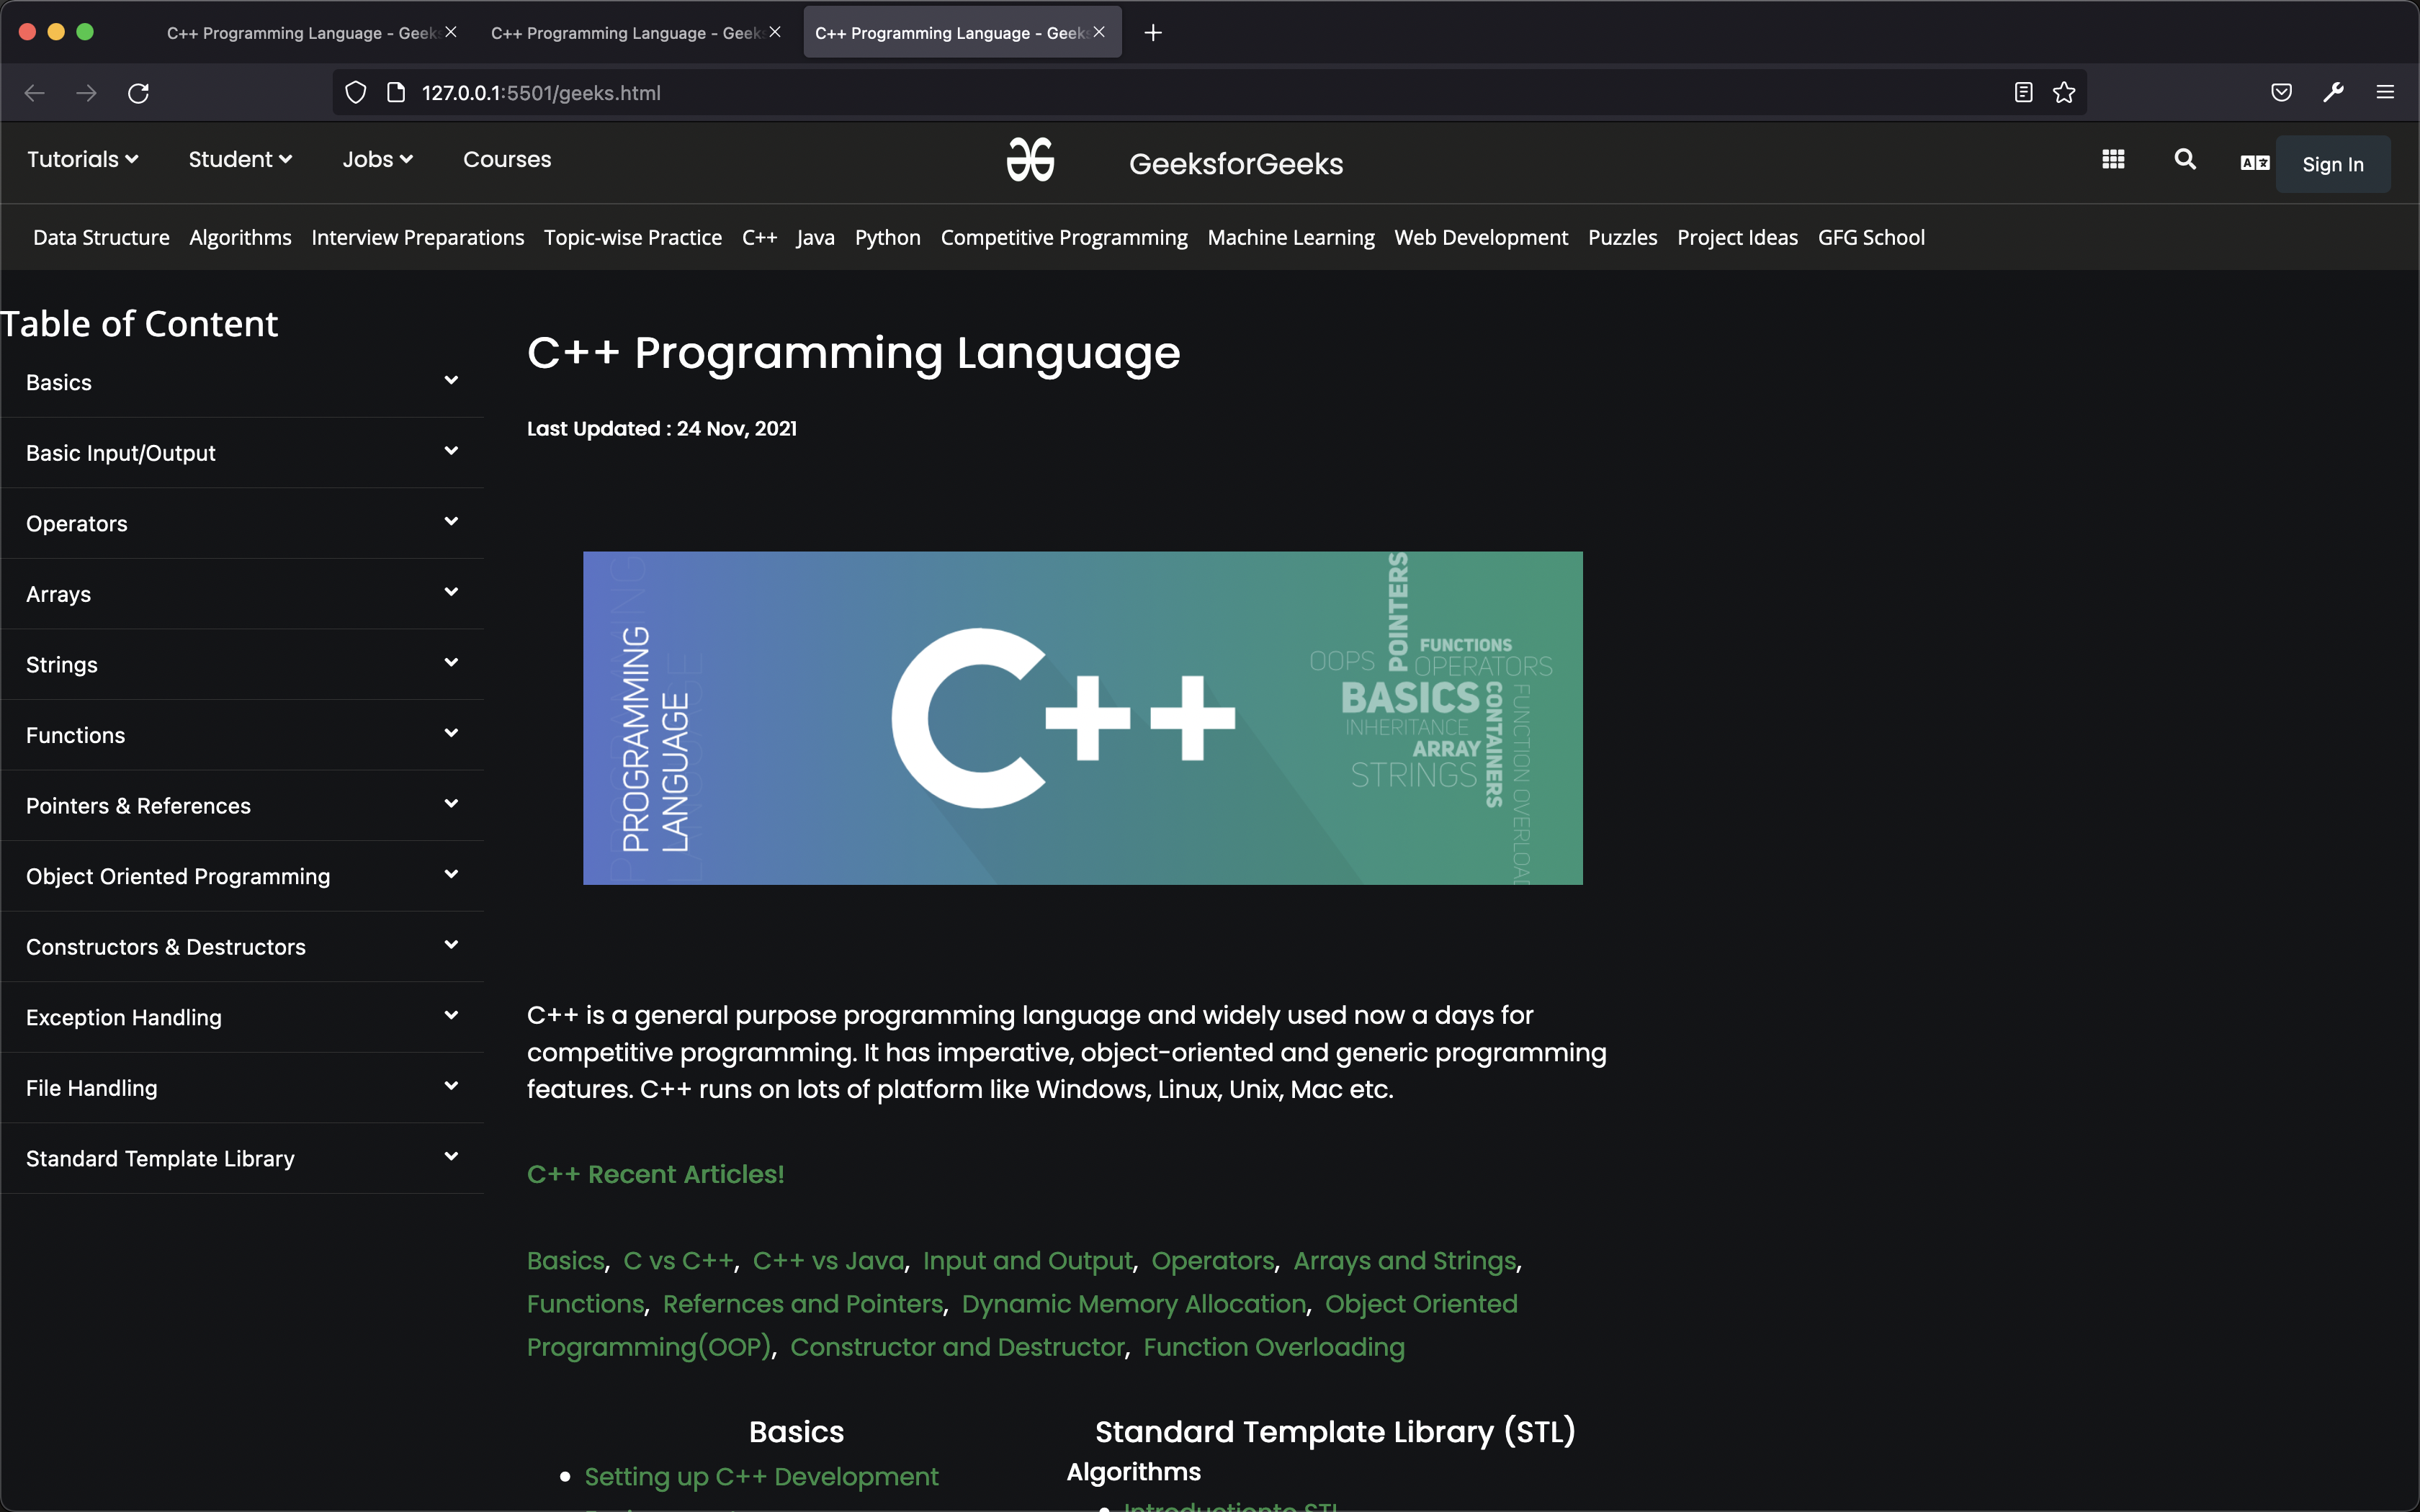 C++ Programming Language - Geek
C++ Programming Language - Geek
C++ Programming Language - Geek
127.0.0.1:5501/geeks.html
Tutorials
Student
Jobs
Courses
GeeksforGeeks
Sign In
Data Structure Algorithms Interview Preparations Topic-wise Practice C++ Java Python Competitive Programming Machine Learning Web Development Puzzles Project Ideas GFG School
Table of Content
Basics
Basic Input/Output
Operators
Arrays
Strings
Functions
Pointers & References
Object Oriented Programming
Constructors & Destructors
Exception Handling
File Handling
Standard Template Library
C++ Programming Language
Last Updated : 24 Nov, 2021
PROGRAMMING
LANGUAGE
C++
POINTERS
FUNCTIONS
OOPS
OPERATORS
BASICS
CONTAINERS
INHERITANCE
ARRAY
STRINGS
FUNCTION OVERLOAD
C++ is a general purpose programming language and widely used now a days for
competitive programming. It has imperative, object-oriented and generic programming
features. C++ runs on lots of platform like Windows, Linux, Unix, Mac etc.
C++ Recent Articles!
Basics, C vs C++, C++ vs Java, Input and Output, Operators, Arrays and Strings,
Functions, Refernces and Pointers, Dynamic Memory Allocation, Object Oriented
Programming(OOP), Constructor and Destructor, Function Overloading
Basics
Setting up C++ Development
Standard Template Library (STL)
Algorithms
Introductionto STL